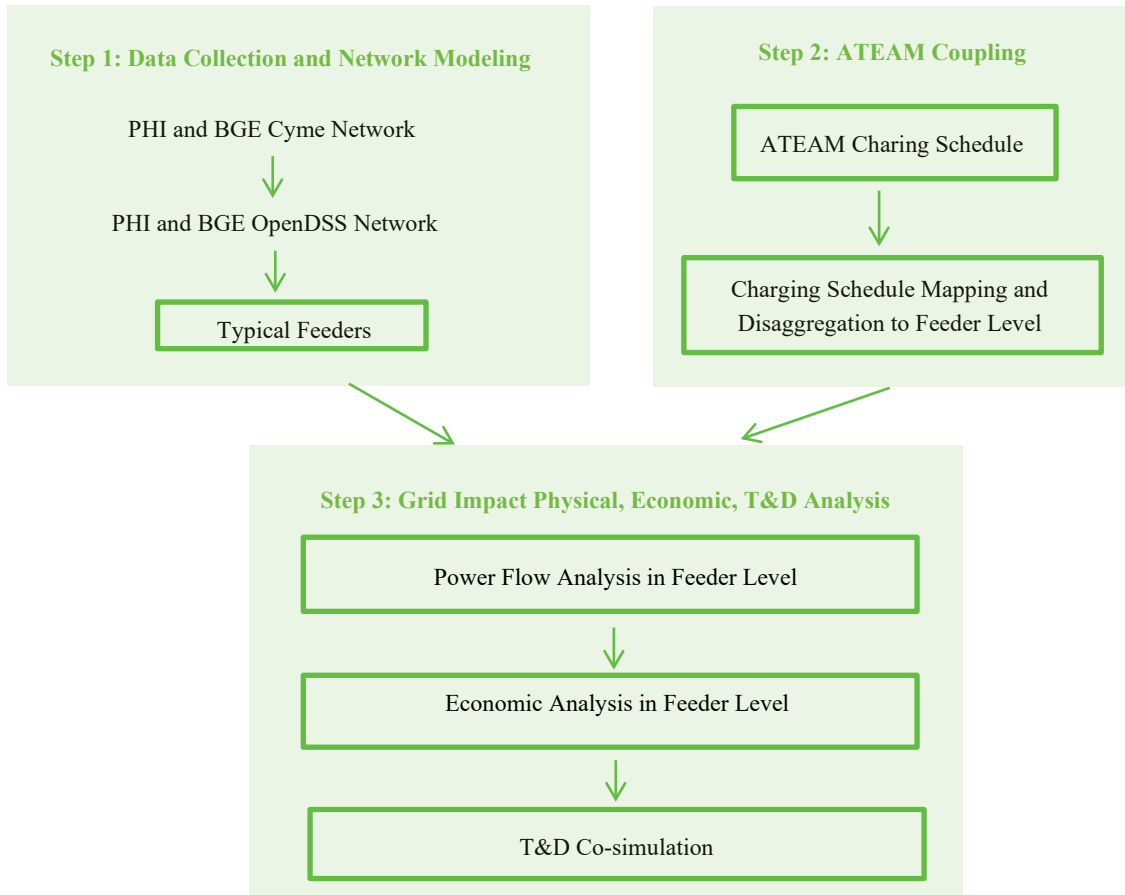 Step 1: Data Collection and Network Modeling
PHI and BGE Cyme Network
PHI and BGE OpenDSS Network
Typical Feeders
Step 2: ATEAM Coupling
ATEAM Charing Schedule
Charging Schedule Mapping and
Disaggregation to Feeder Level
Step 3: Grid Impact Physical, Economic, T&D Analysis
Power Flow Analysis in Feeder Level
Economic Analysis in Feeder Level
T&D Co-simulation